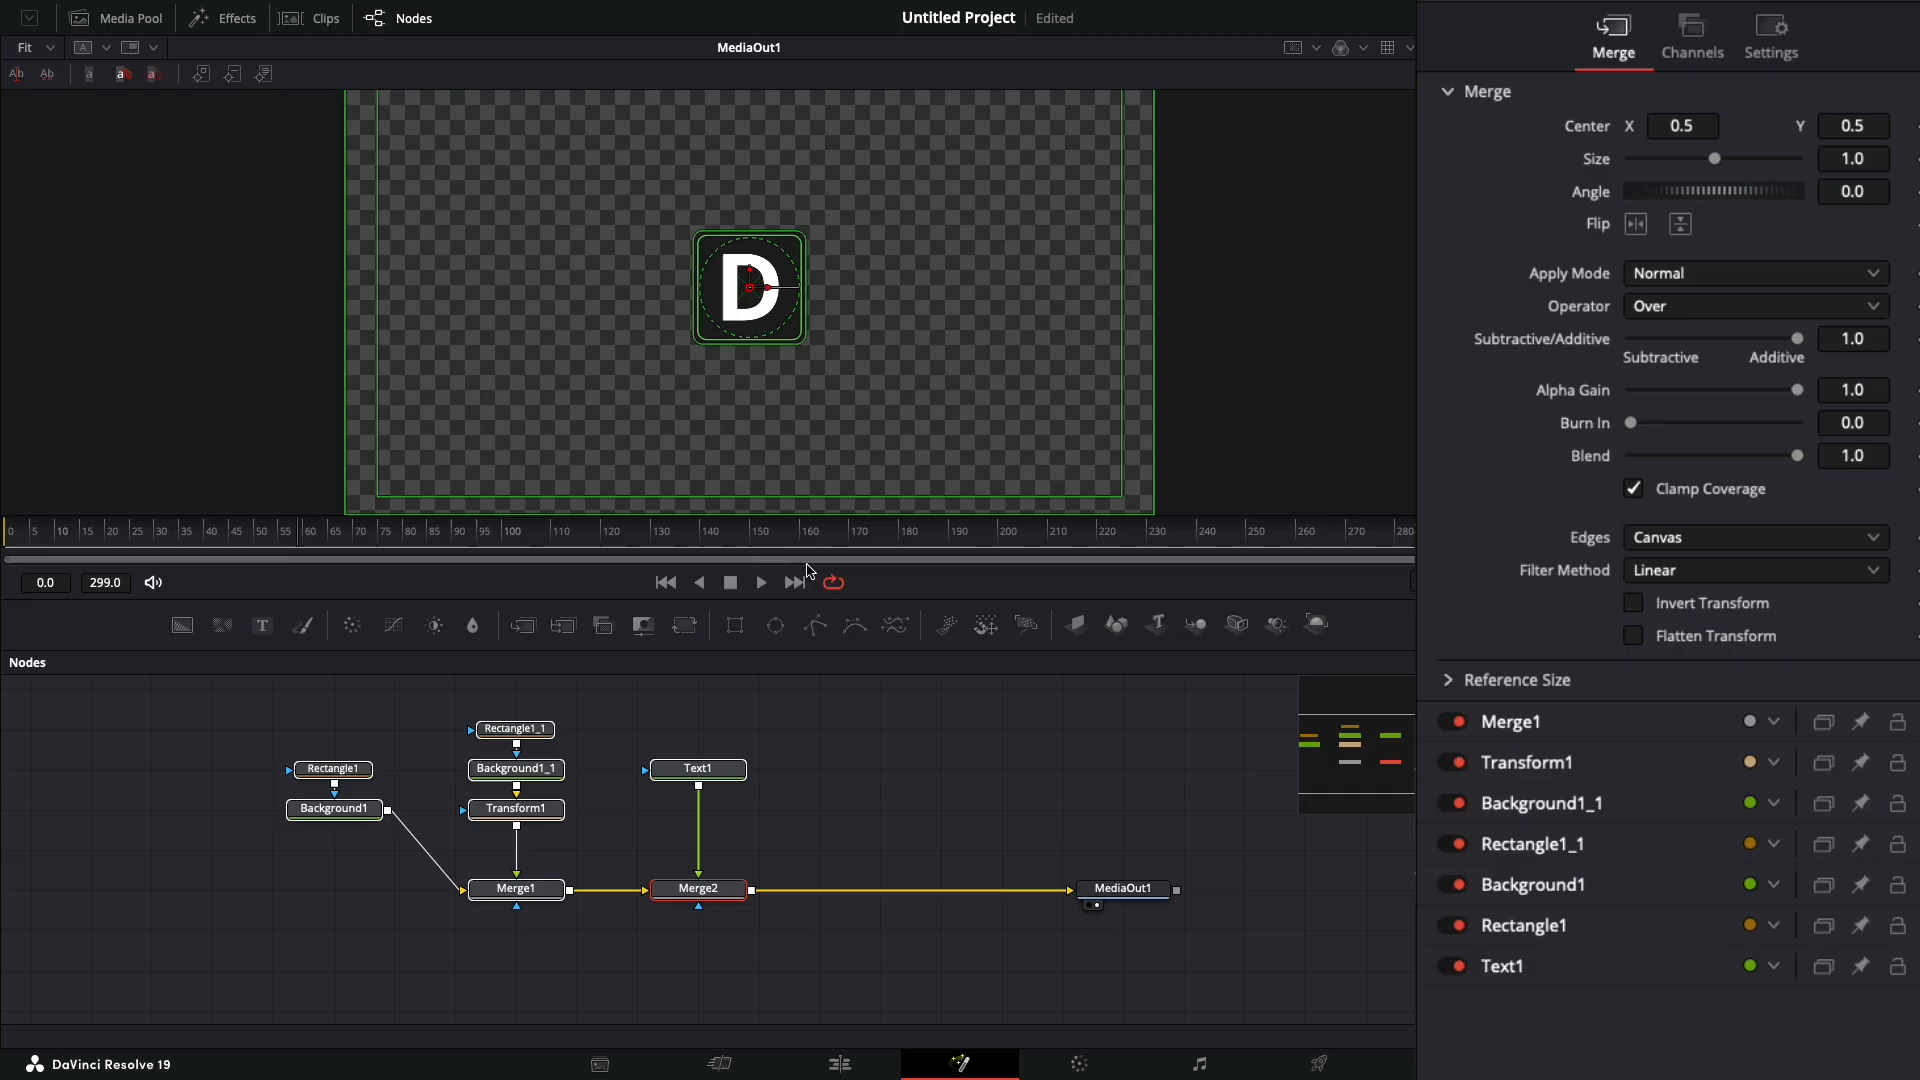 Media Pool
Effects
Clips
Nodes
Untitled Project
Edited
Fit
A
MediaOut1
Ab
Ab
a
a
a
D
0
5
10
15
20
25
30
35
40
45
50
55
60
65
70
75
80
85
90
95
100
110
120
130
140
150
160
170
180
190
200
210
220
230
240
250
260
270
280
0.0
299.0
T
Nodes
Rectangle1_1
Rectangle1
Background1_1
Text1
Background1
Transform1
Merge1
Merge2
MediaOut1
DaVinci Resolve 19
Merge
Channels
Settings
Merge
Center X 0.5 Y 0.5
Size 1.0
Angle 0.0
Flip
Apply Mode Normal
Operator Over
Subtractive/Additive 1.0
Subtractive Additive
Alpha Gain 1.0
Burn In 0.0
Blend 1.0
Clamp Coverage
Edges Canvas
Filter Method Linear
Invert Transform
Flatten Transform
Reference Size
Merge1
Transform1
Background1_1
Rectangle1_1
Background1
Rectangle1
Text1